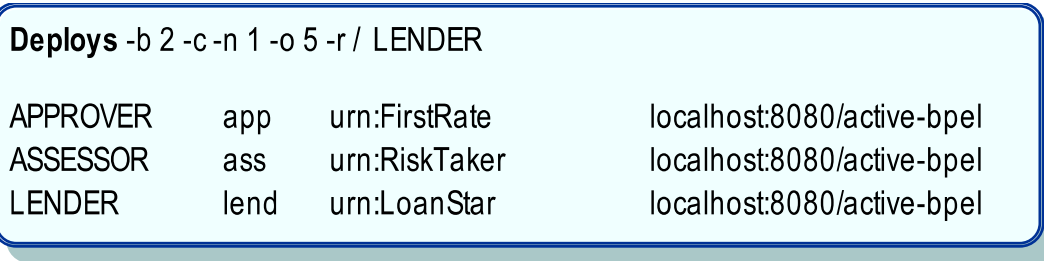 Deploys -b 2 -c -n 1 -o 5 -r / LENDER
APPROVER app urn:FirstRate localhost:8080/active-bpel
ASSESSOR ass urn:RiskTaker localhost:8080/active-bpel
LENDER lend urn:LoanStar localhost:8080/active-bpel